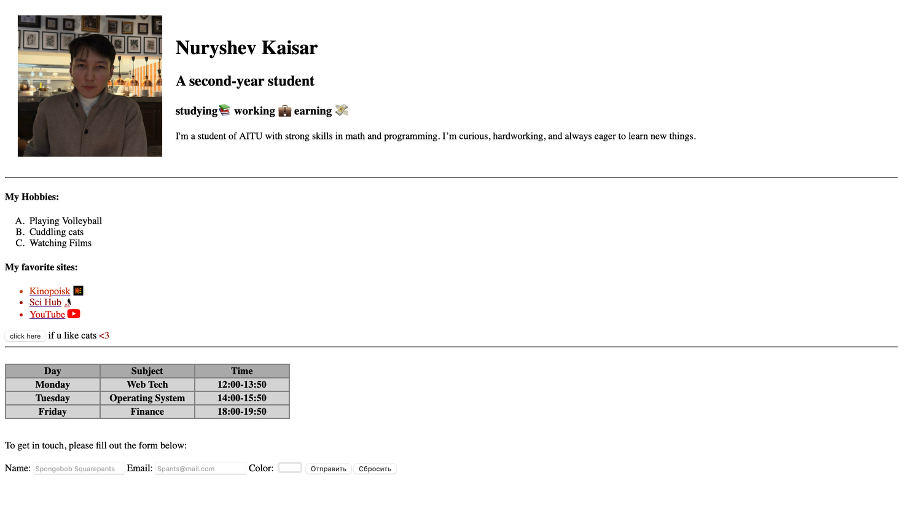 Nuryshev Kaisar
A second-year student
studying📚 working 💼 earning 💸
I'm a student of AITU with strong skills in math and programming. I'm curious, hardworking, and always eager to learn new things.
My Hobbies:
A. Playing Volleyball
B. Cuddling cats
C. Watching Films
My favorite sites:
• Kinopoisk
• Sci Hub
• YouTube
click here if u like cats <3
Day Subject Time
Monday Web Tech 12:00-13:50
Tuesday Operating System 14:00-15:50
Friday Finance 18:00-19:50
To get in touch, please fill out the form below:
Name: Spongebob Squarepants Email: Spants@mail.com Color: Отправить Сбросить